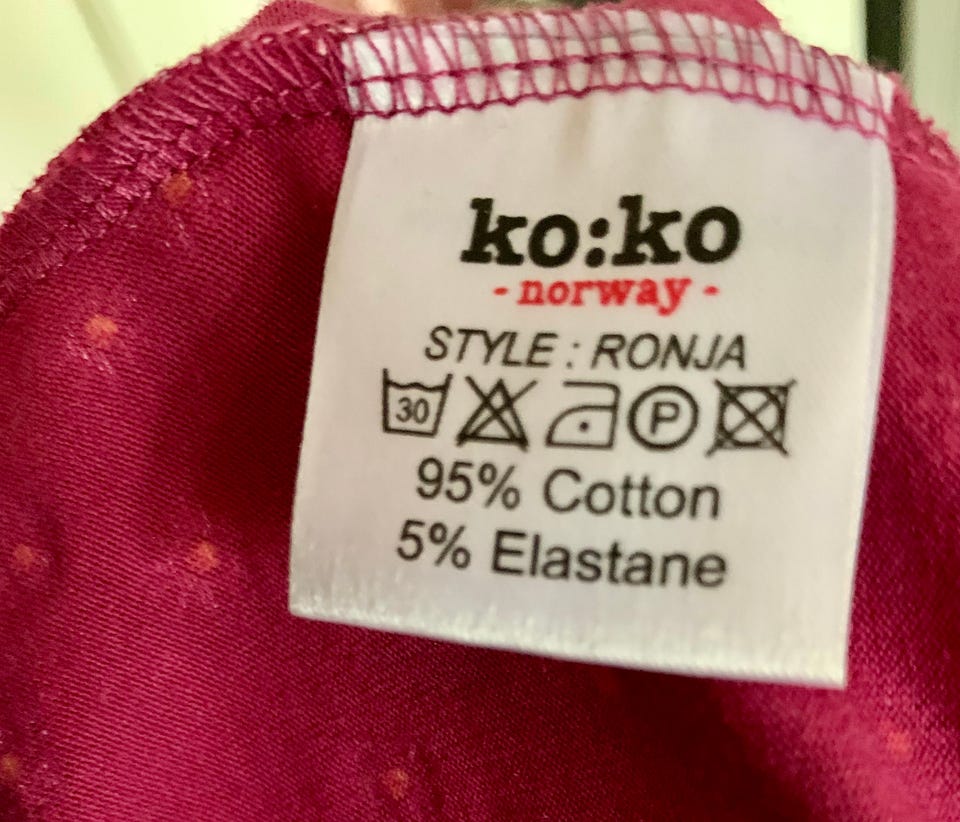 ko:ko
- norway -
STYLE : RONJA
30 P
95% Cotton
5% Elastane